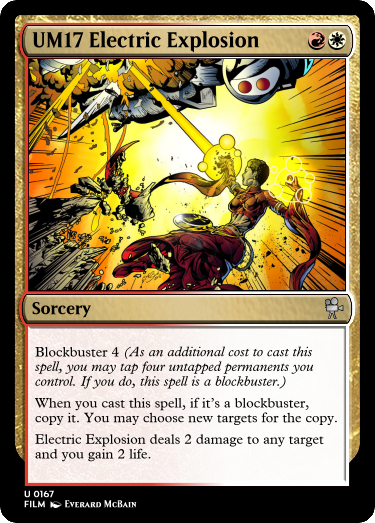 UM17 Electric Explosion
Sorcery
Blockbuster 4 (As an additional cost to cast this
spell, you may tap four untapped permanents you
control. If you do, this spell is a blockbuster.)
When you cast this spell, if it's a blockbuster,
copy it. You may choose new targets for the copy.
Electric Explosion deals 2 damage to any target
and you gain 2 life.
U 0167
FILM Everard McBain